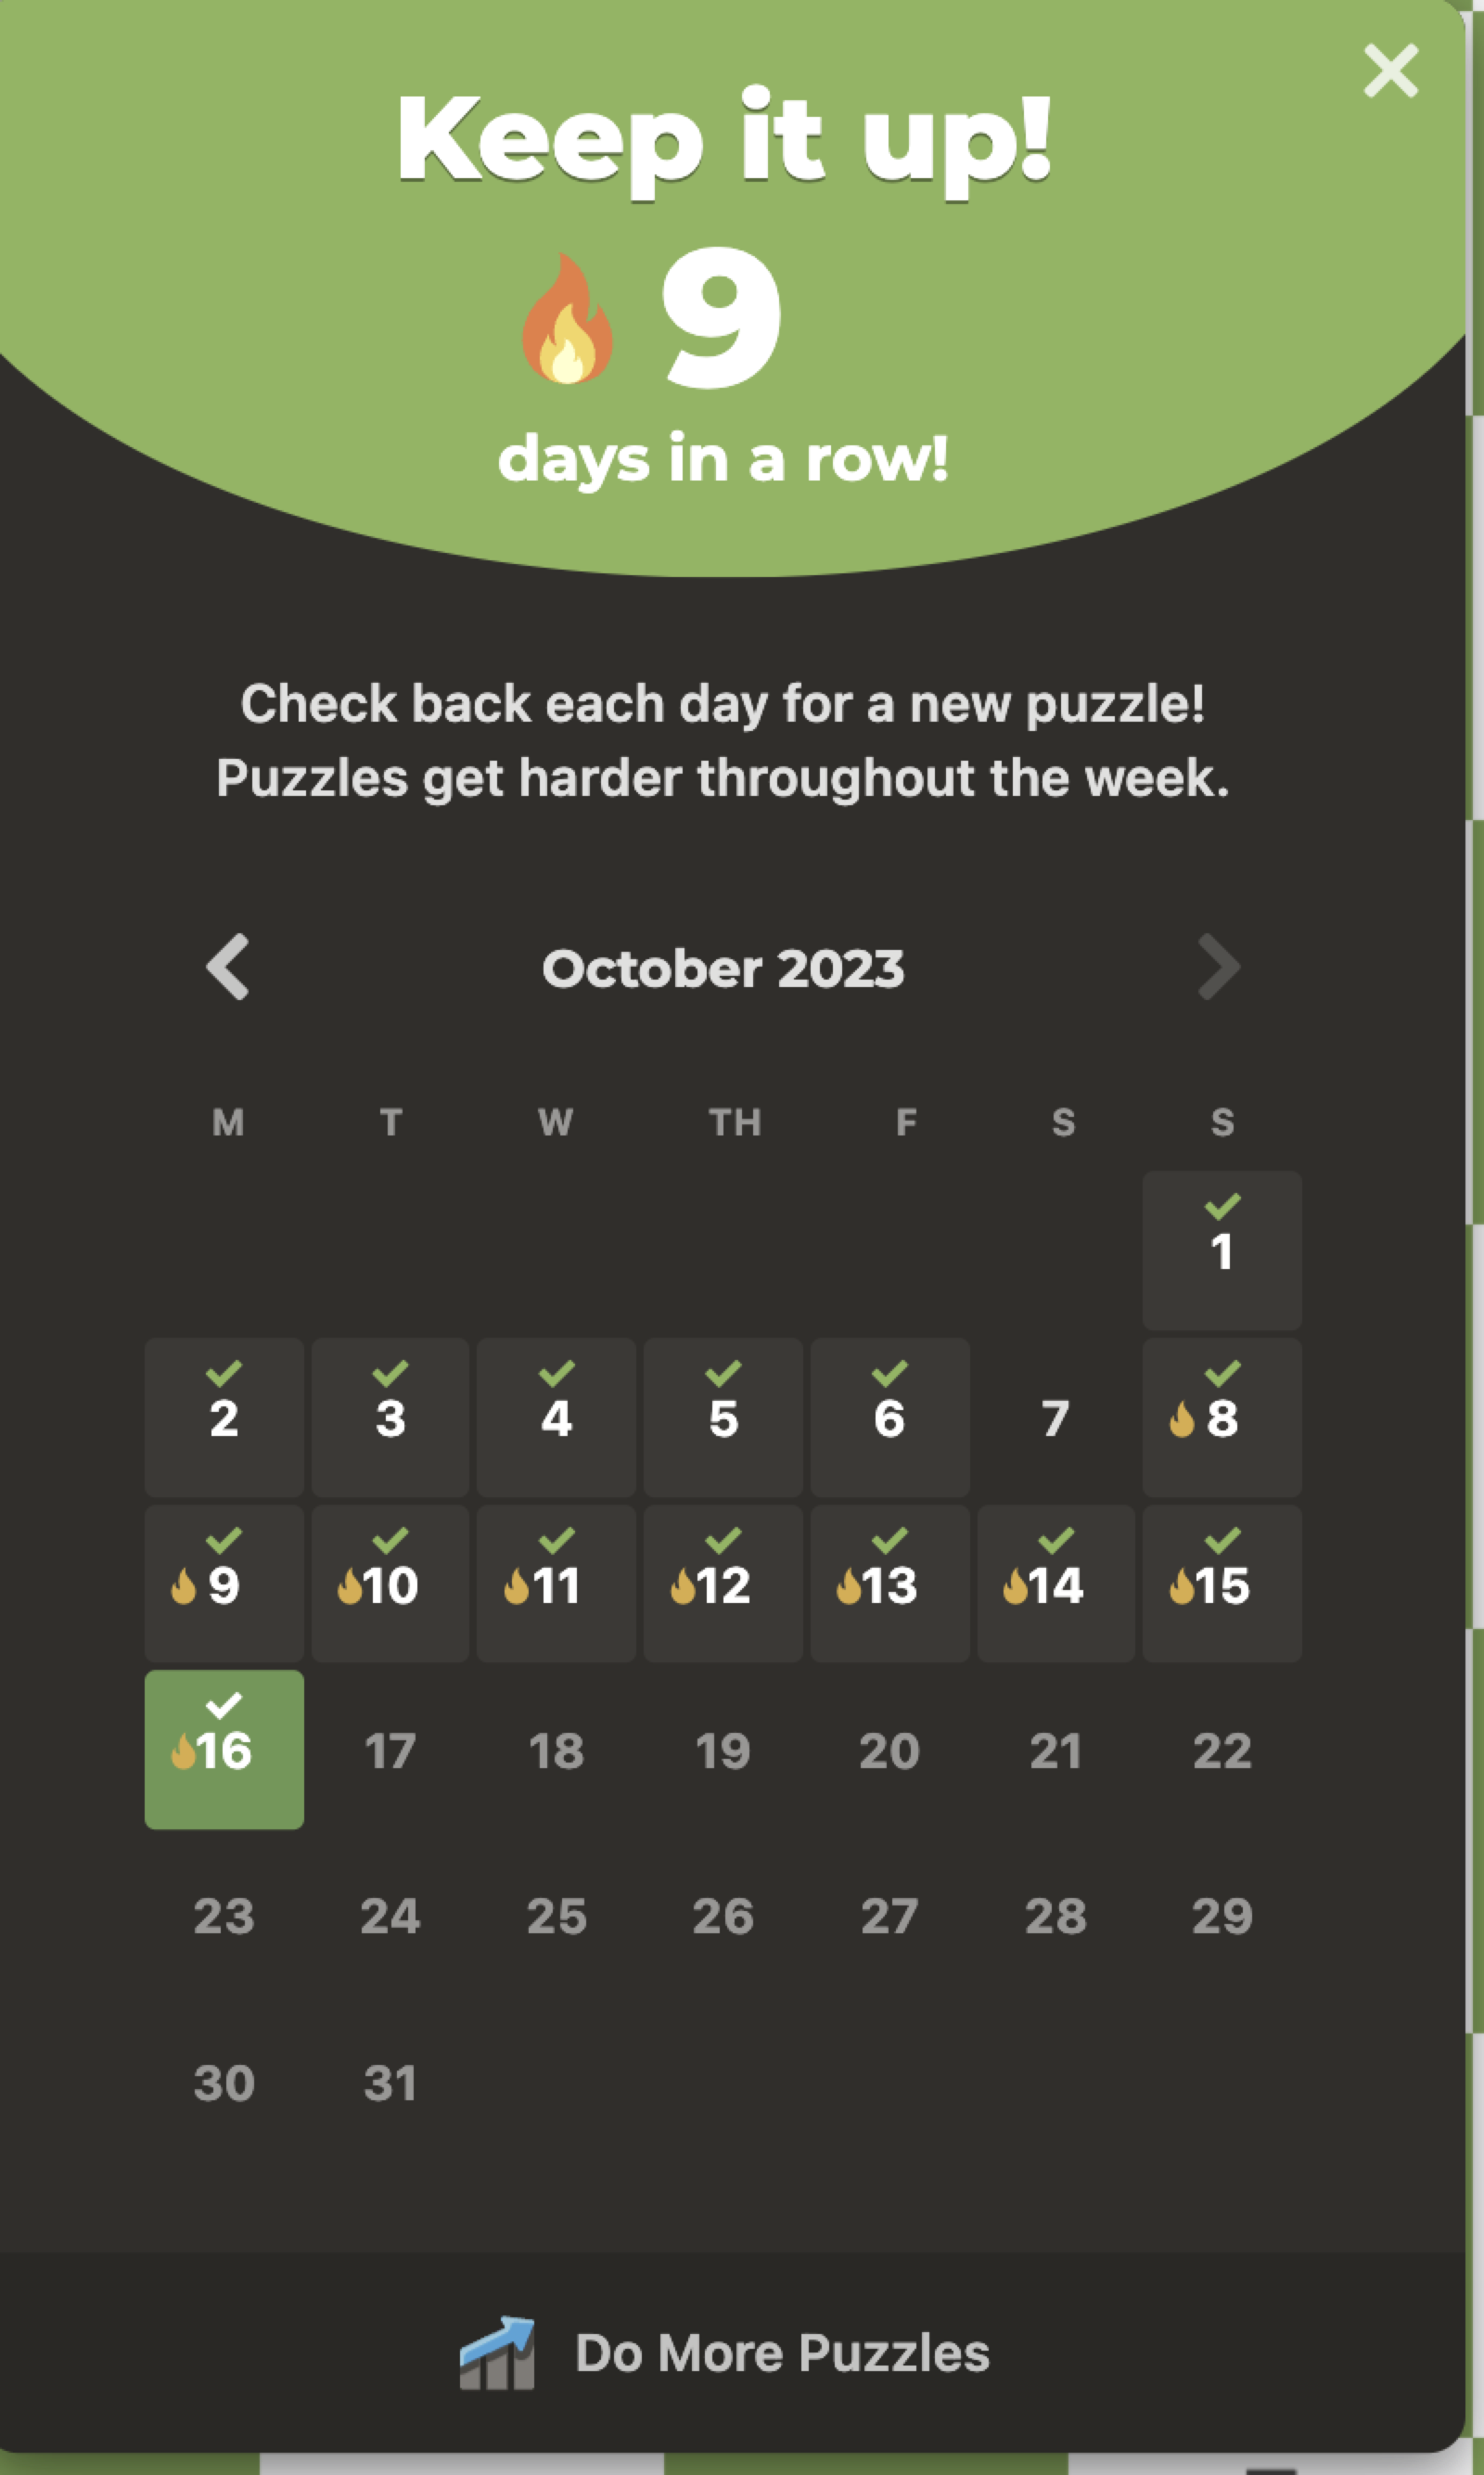 Keep it up!
9
days in a row!
Check back each day for a new puzzle!
Puzzles get harder throughout the week.
October 2023
M T W TH F S S
1
2 3 4 5 6 7 8
9 10 11 12 13 14 15
16 17 18 19 20 21 22
23 24 25 26 27 28 29
30 31
Do More Puzzles